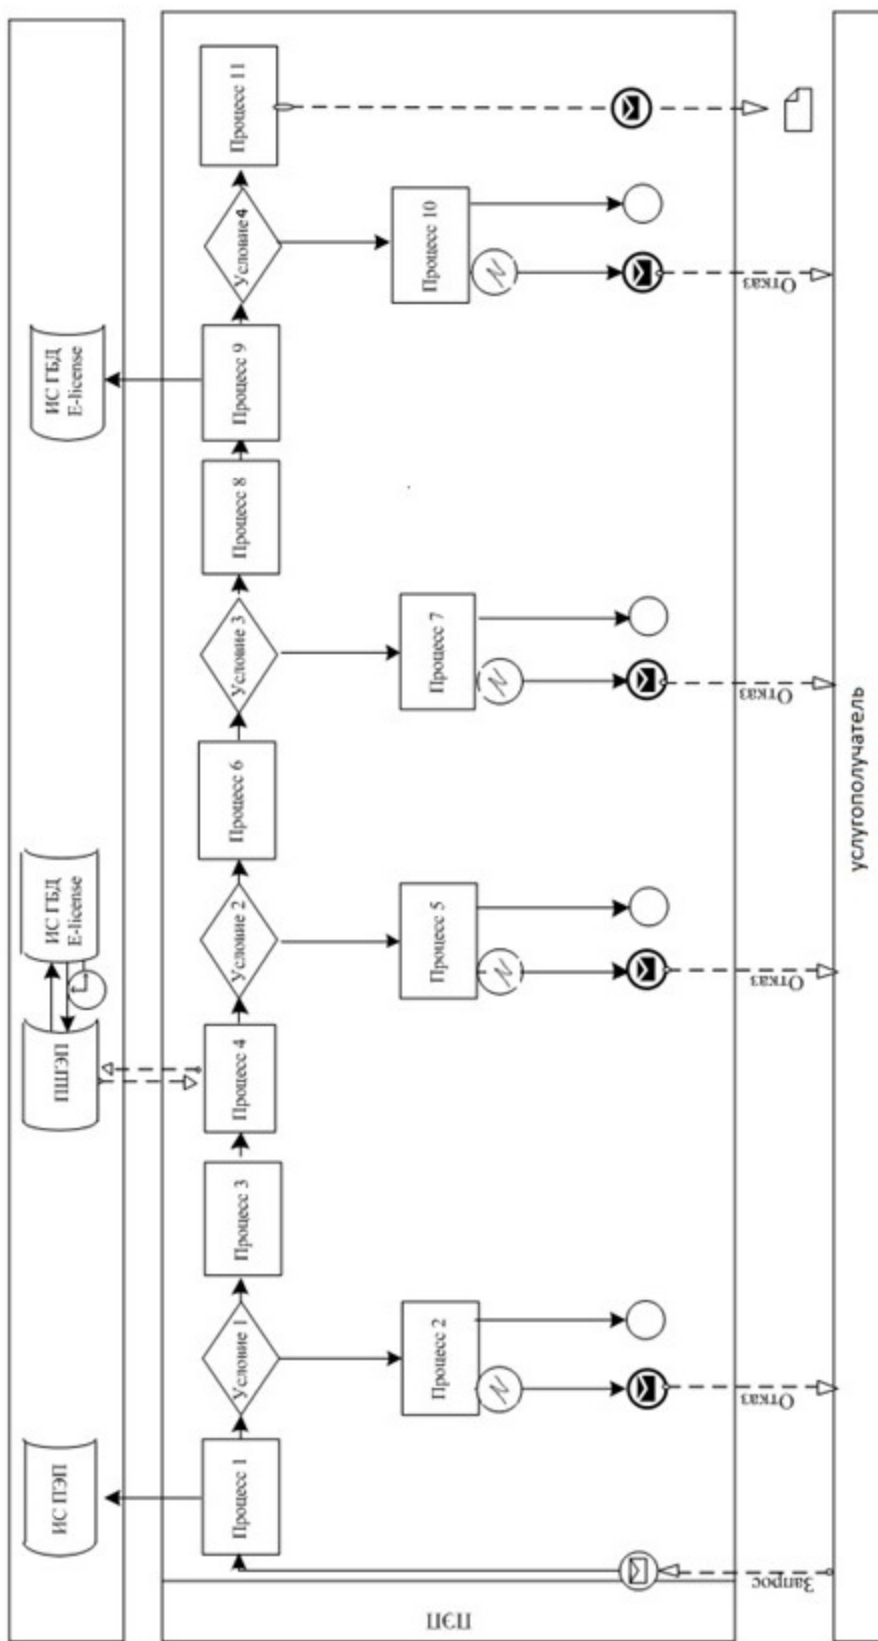 ИС ПЭП
ПШЭП
ИС ГБД
E-license
ИС ГБД
E-license
ПЭП
Процесс 1
Условие 1
Процесс 3
Процесс 4
Условие 2
Процесс 6
Условие 3
Процесс 8
Процесс 9
Условие 4
Процесс 11
Процесс 2
Процесс 5
Процесс 7
Процесс 10
Запрос
Отказ
Отказ
Отказ
Отказ
услугополучатель